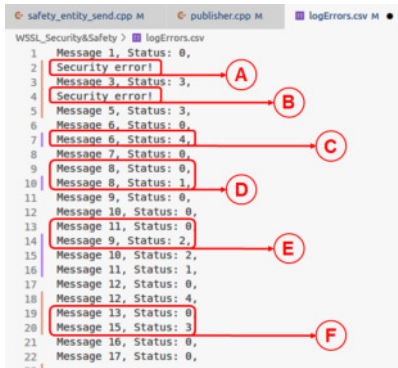 safety_entity_send.cpp M publisher.cpp M logErrors.csv M ●
WSSL_Security&Safety > logErrors.csv
1 Message 1, Status: 0,
2 Security error!
A
3 Message 3, Status: 3,
4 Security error!
B
5 Message 5, Status: 3,
6 Message 6, Status: 0,
7 Message 6, Status: 4,
C
8 Message 7, Status: 0,
9 Message 8, Status: 0,
10 Message 8, Status: 1,
D
11 Message 9, Status: 0,
12 Message 10, Status: 0,
13 Message 11, Status: 0
14 Message 9, Status: 2,
E
15 Message 10, Status: 2,
16 Message 11, Status: 1,
17 Message 12, Status: 0,
18 Message 12, Status: 4,
19 Message 13, Status: 0
20 Message 15, Status: 3
F
21 Message 16, Status: 0,
22 Message 17, Status: 0,